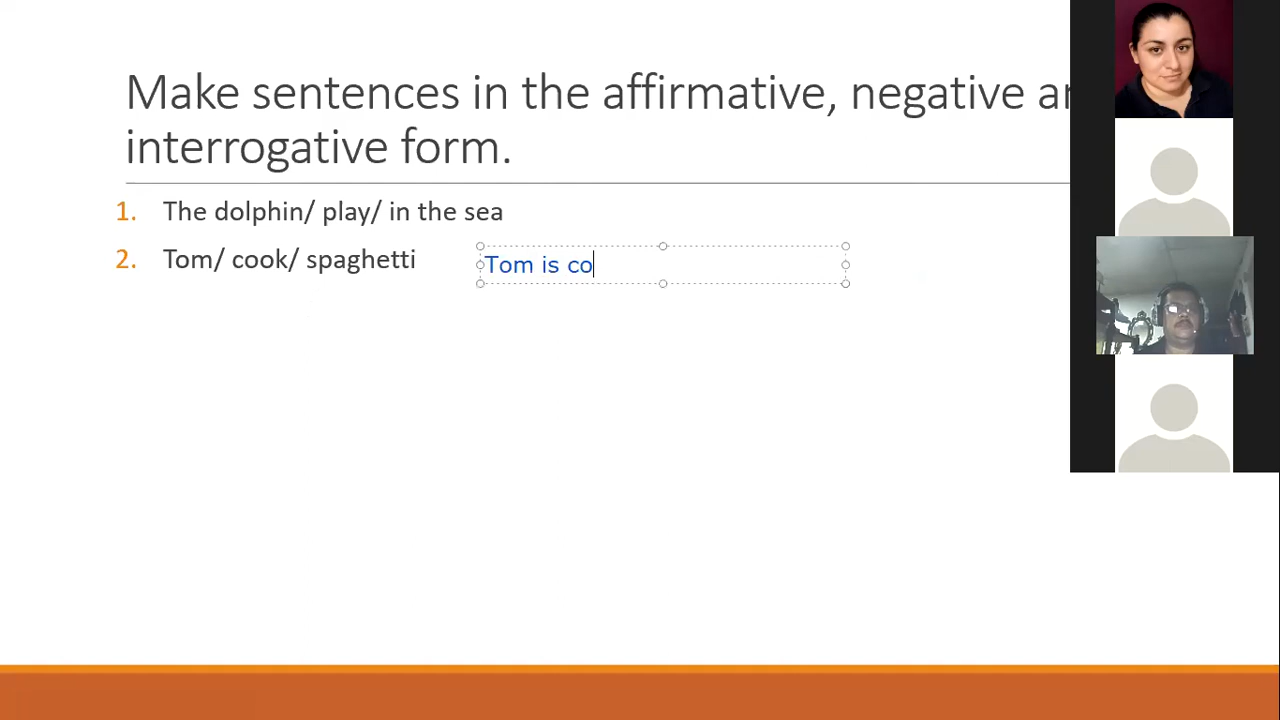 Make sentences in the affirmative, negative a
interrogative form.
1. The dolphin/ play/ in the sea
2. Tom/ cook/ spaghetti
Tom is co